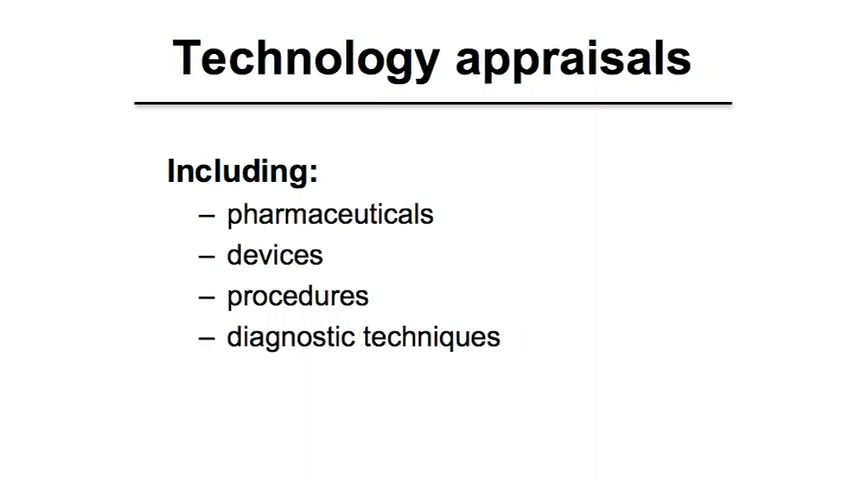 Technology appraisals
Including:
– pharmaceuticals
– devices
– procedures
– diagnostic techniques